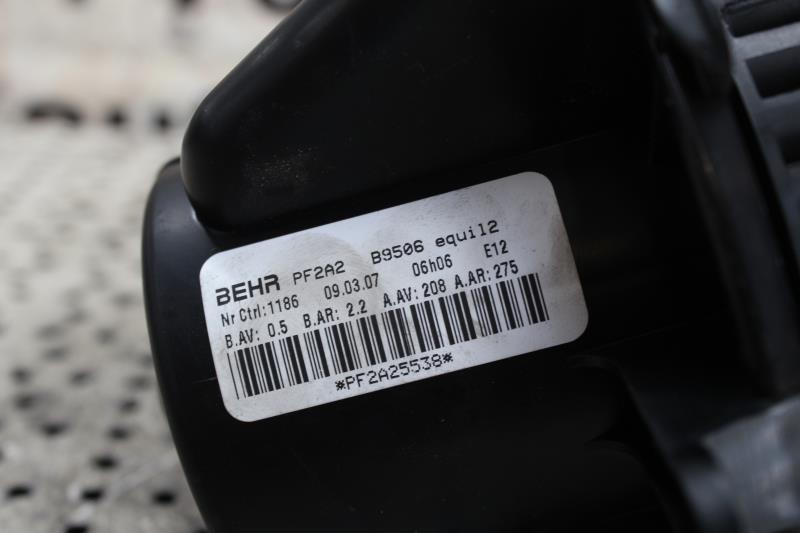 BEHR PF2A2 B9506 equil2
Nr Ctrl:1186 09.03.07 06h06 E12
B.AV: 0.5 B.AR: 2.2 A.AV: 208 A.AR: 275
*PF2A25538*